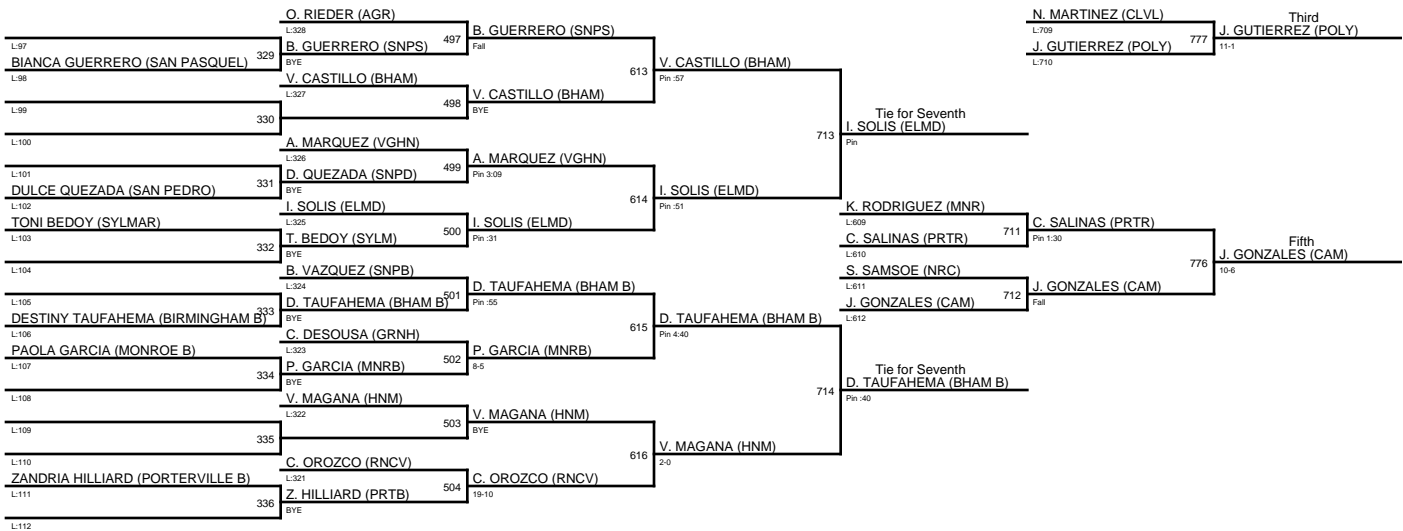 L:97
BIANCA GUERRERO (SAN PASQUEL)
L:98
L:99
L:100
L:101
DULCE QUEZADA (SAN PEDRO)
L:102
TONI BEDOY (SYLMAR)
L:103
L:104
L:105
DESTINY TAUFAHEMA (BIRMINGHAM B)
L:106
PAOLA GARCIA (MONROE B)
L:107
L:108
L:109
L:110
ZANDRIA HILLIARD (PORTERVILLE B)
L:111
L:112
329
330
331
332
333
334
335
336
O. RIEDER (AGR)
L:328
B. GUERRERO (SNPS)
BYE
V. CASTILLO (BHAM)
L:327
A. MARQUEZ (VGHN)
L:326
D. QUEZADA (SNPD)
BYE
I. SOLIS (ELMD)
L:325
T. BEDOY (SYLM)
BYE
B. VAZQUEZ (SNPB)
L:324
D. TAUFAHEMA (BHAM B)
BYE
C. DESOUSA (GRNH)
L:323
P. GARCIA (MNRB)
BYE
V. MAGANA (HNM)
L:322
C. OROZCO (RNCV)
L:321
Z. HILLIARD (PRTB)
BYE
497
498
499
500
501
502
503
504
B. GUERRERO (SNPS)
Fall
V. CASTILLO (BHAM)
BYE
A. MARQUEZ (VGHN)
Pin 3:09
I. SOLIS (ELMD)
Pin :31
D. TAUFAHEMA (BHAM B)
Pin :55
P. GARCIA (MNRB)
8-5
V. MAGANA (HNM)
BYE
C. OROZCO (RNCV)
19-10
613
614
615
616
V. CASTILLO (BHAM)
Pin :57
I. SOLIS (ELMD)
Pin :51
D. TAUFAHEMA (BHAM B)
Pin 4:40
V. MAGANA (HNM)
2-0
713
714
Tie for Seventh
I. SOLIS (ELMD)
Pin
K. RODRIGUEZ (MNR)
L:609
C. SALINAS (PRTR)
L:610
S. SAMSOE (NRC)
L:611
J. GONZALES (CAM)
L:612
Tie for Seventh
D. TAUFAHEMA (BHAM B)
Pin :40
711
712
N. MARTINEZ (CLVL)
L:709
J. GUTIERREZ (POLY)
L:710
C. SALINAS (PRTR)
Pin 1:30
J. GONZALES (CAM)
Fall
777
776
Third
J. GUTIERREZ (POLY)
11-1
Fifth
J. GONZALES (CAM)
10-6